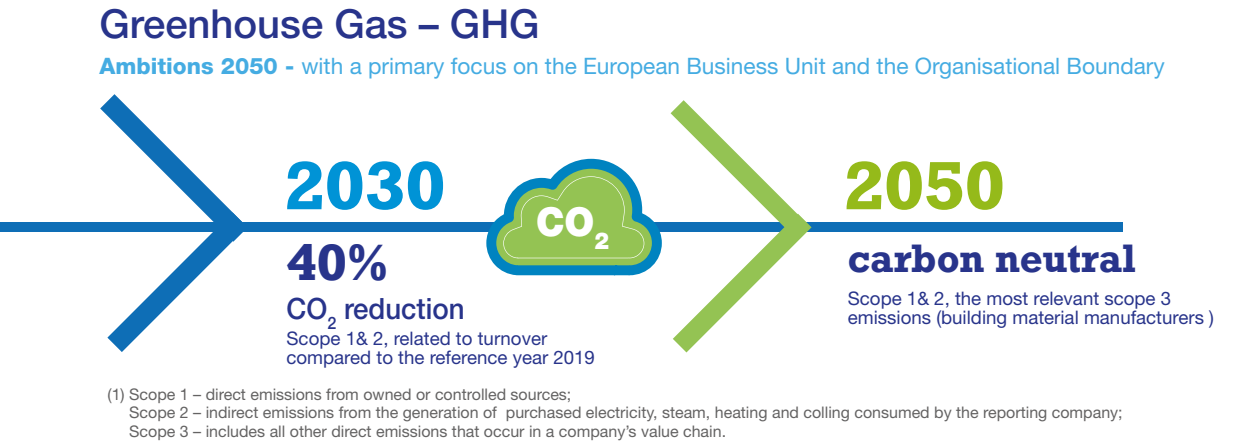 Greenhouse Gas – GHG
Ambitions 2050 - with a primary focus on the European Business Unit and the Organisational Boundary
2030
40%
CO2 reduction
Scope 1& 2, related to turnover
compared to the reference year 2019
CO2
2050
carbon neutral
Scope 1& 2, the most relevant scope 3
emissions (building material manufacturers )
(1) Scope 1 – direct emissions from owned or controlled sources;
Scope 2 – indirect emissions from the generation of  purchased electricity, steam, heating and colling consumed by the reporting company;
Scope 3 – includes all other direct emissions that occur in a company's value chain.